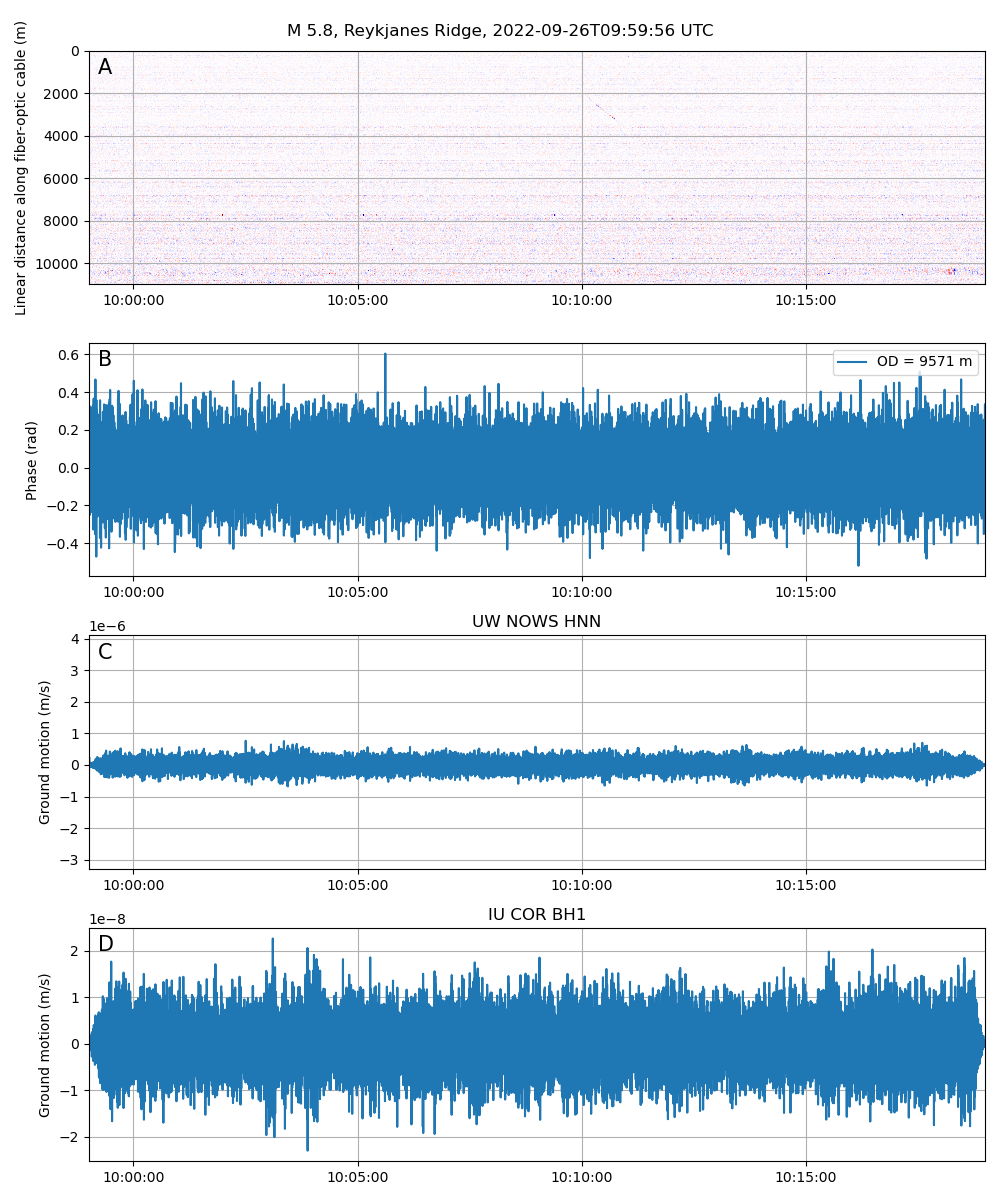 M 5.8, Reykjanes Ridge, 2022-09-26T09:59:56 UTC
A
Linear distance along fiber-optic cable (m)
0
2000
4000
6000
8000
10000
10:00:00 10:05:00 10:10:00 10:15:00
B
OD = 9571 m
Phase (rad)
0.6
0.4
0.2
0.0
−0.2
−0.4
10:00:00 10:05:00 10:10:00 10:15:00
UW NOWS HNN
1e−6
C
Ground motion (m/s)
4
3
2
1
0
−1
−2
−3
10:00:00 10:05:00 10:10:00 10:15:00
IU COR BH1
1e−8
D
Ground motion (m/s)
2
1
0
−1
−2
10:00:00 10:05:00 10:10:00 10:15:00